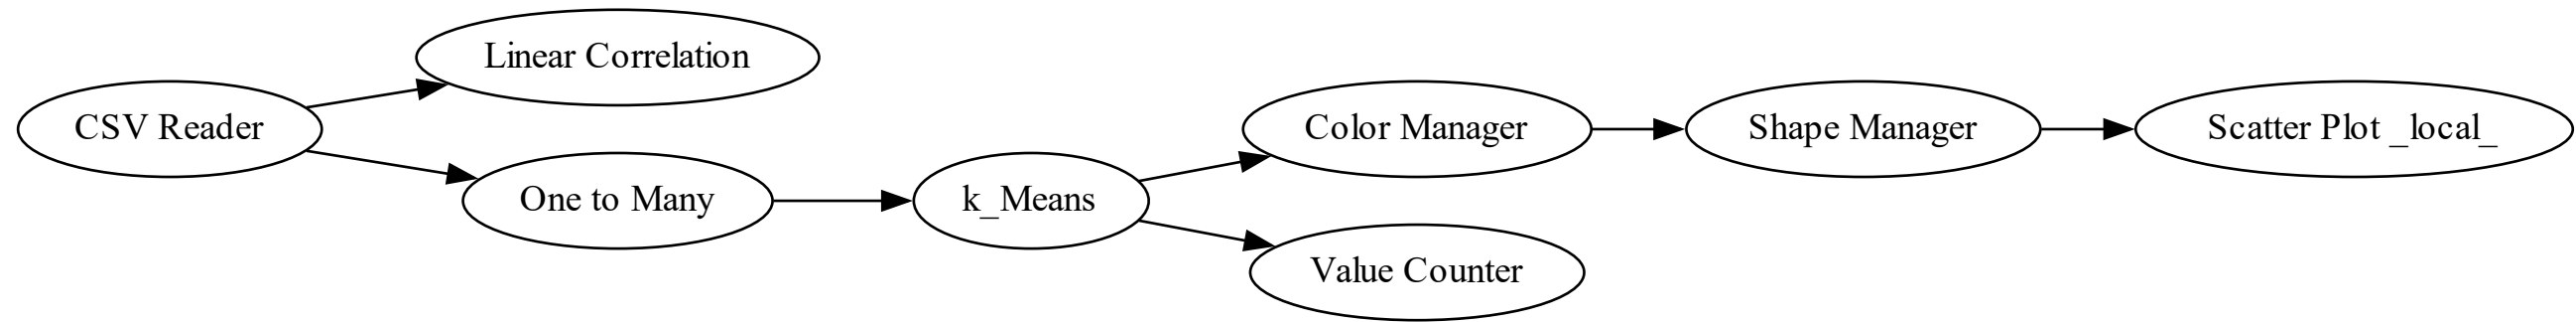 Linear Correlation
CSV Reader
One to Many
k_Means
Color Manager
Value Counter
Shape Manager
Scatter Plot _local_